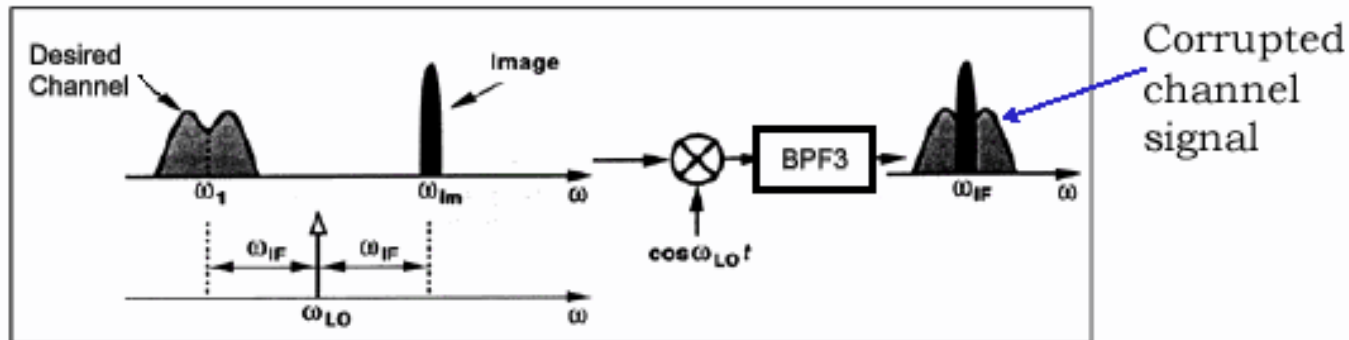 Desired
Channel
Image
ω1
ωIm
ω
ωIF
ωIF
ωLO
ω
cosωLOt
BPF3
ωIF
ω
Corrupted
channel
signal